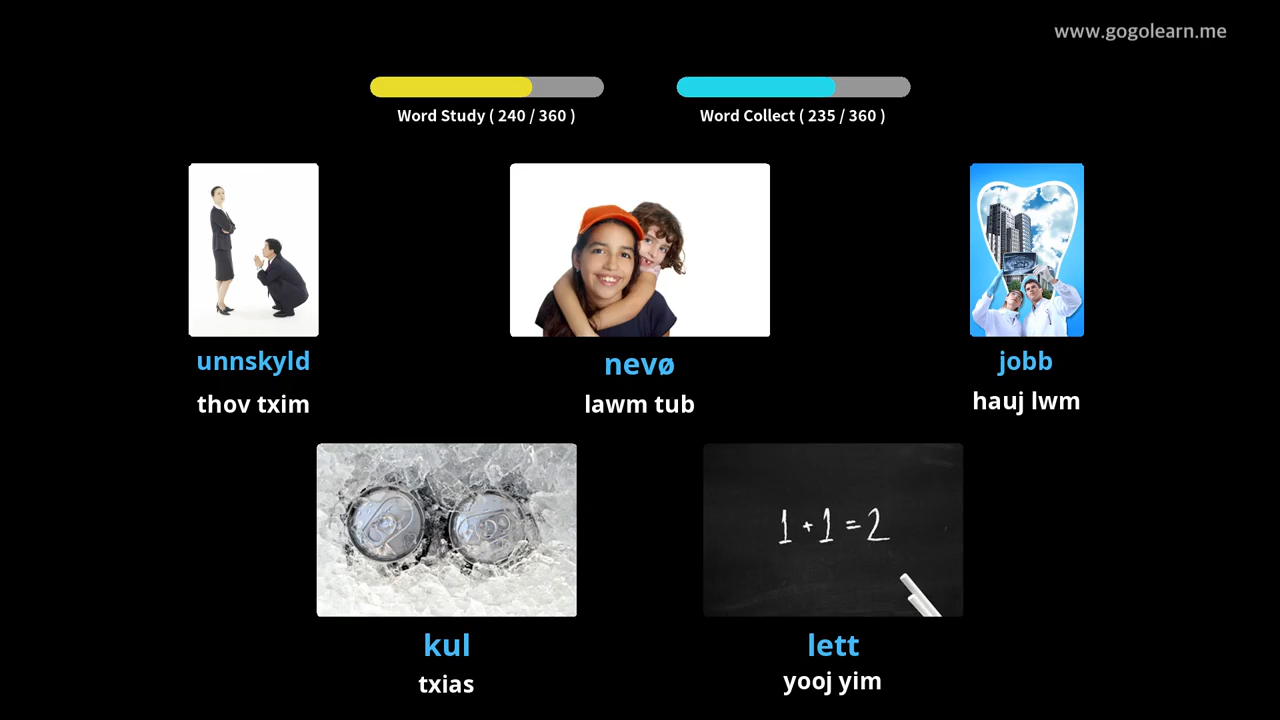 www.gogolearn.me
Word Study ( 240 / 360 )
Word Collect ( 235 / 360 )
unnskyld
nevø
jobb
thov txim
lawm tub
hauj lwm
1 + 1 = 2
kul
lett
txias
yooj yim